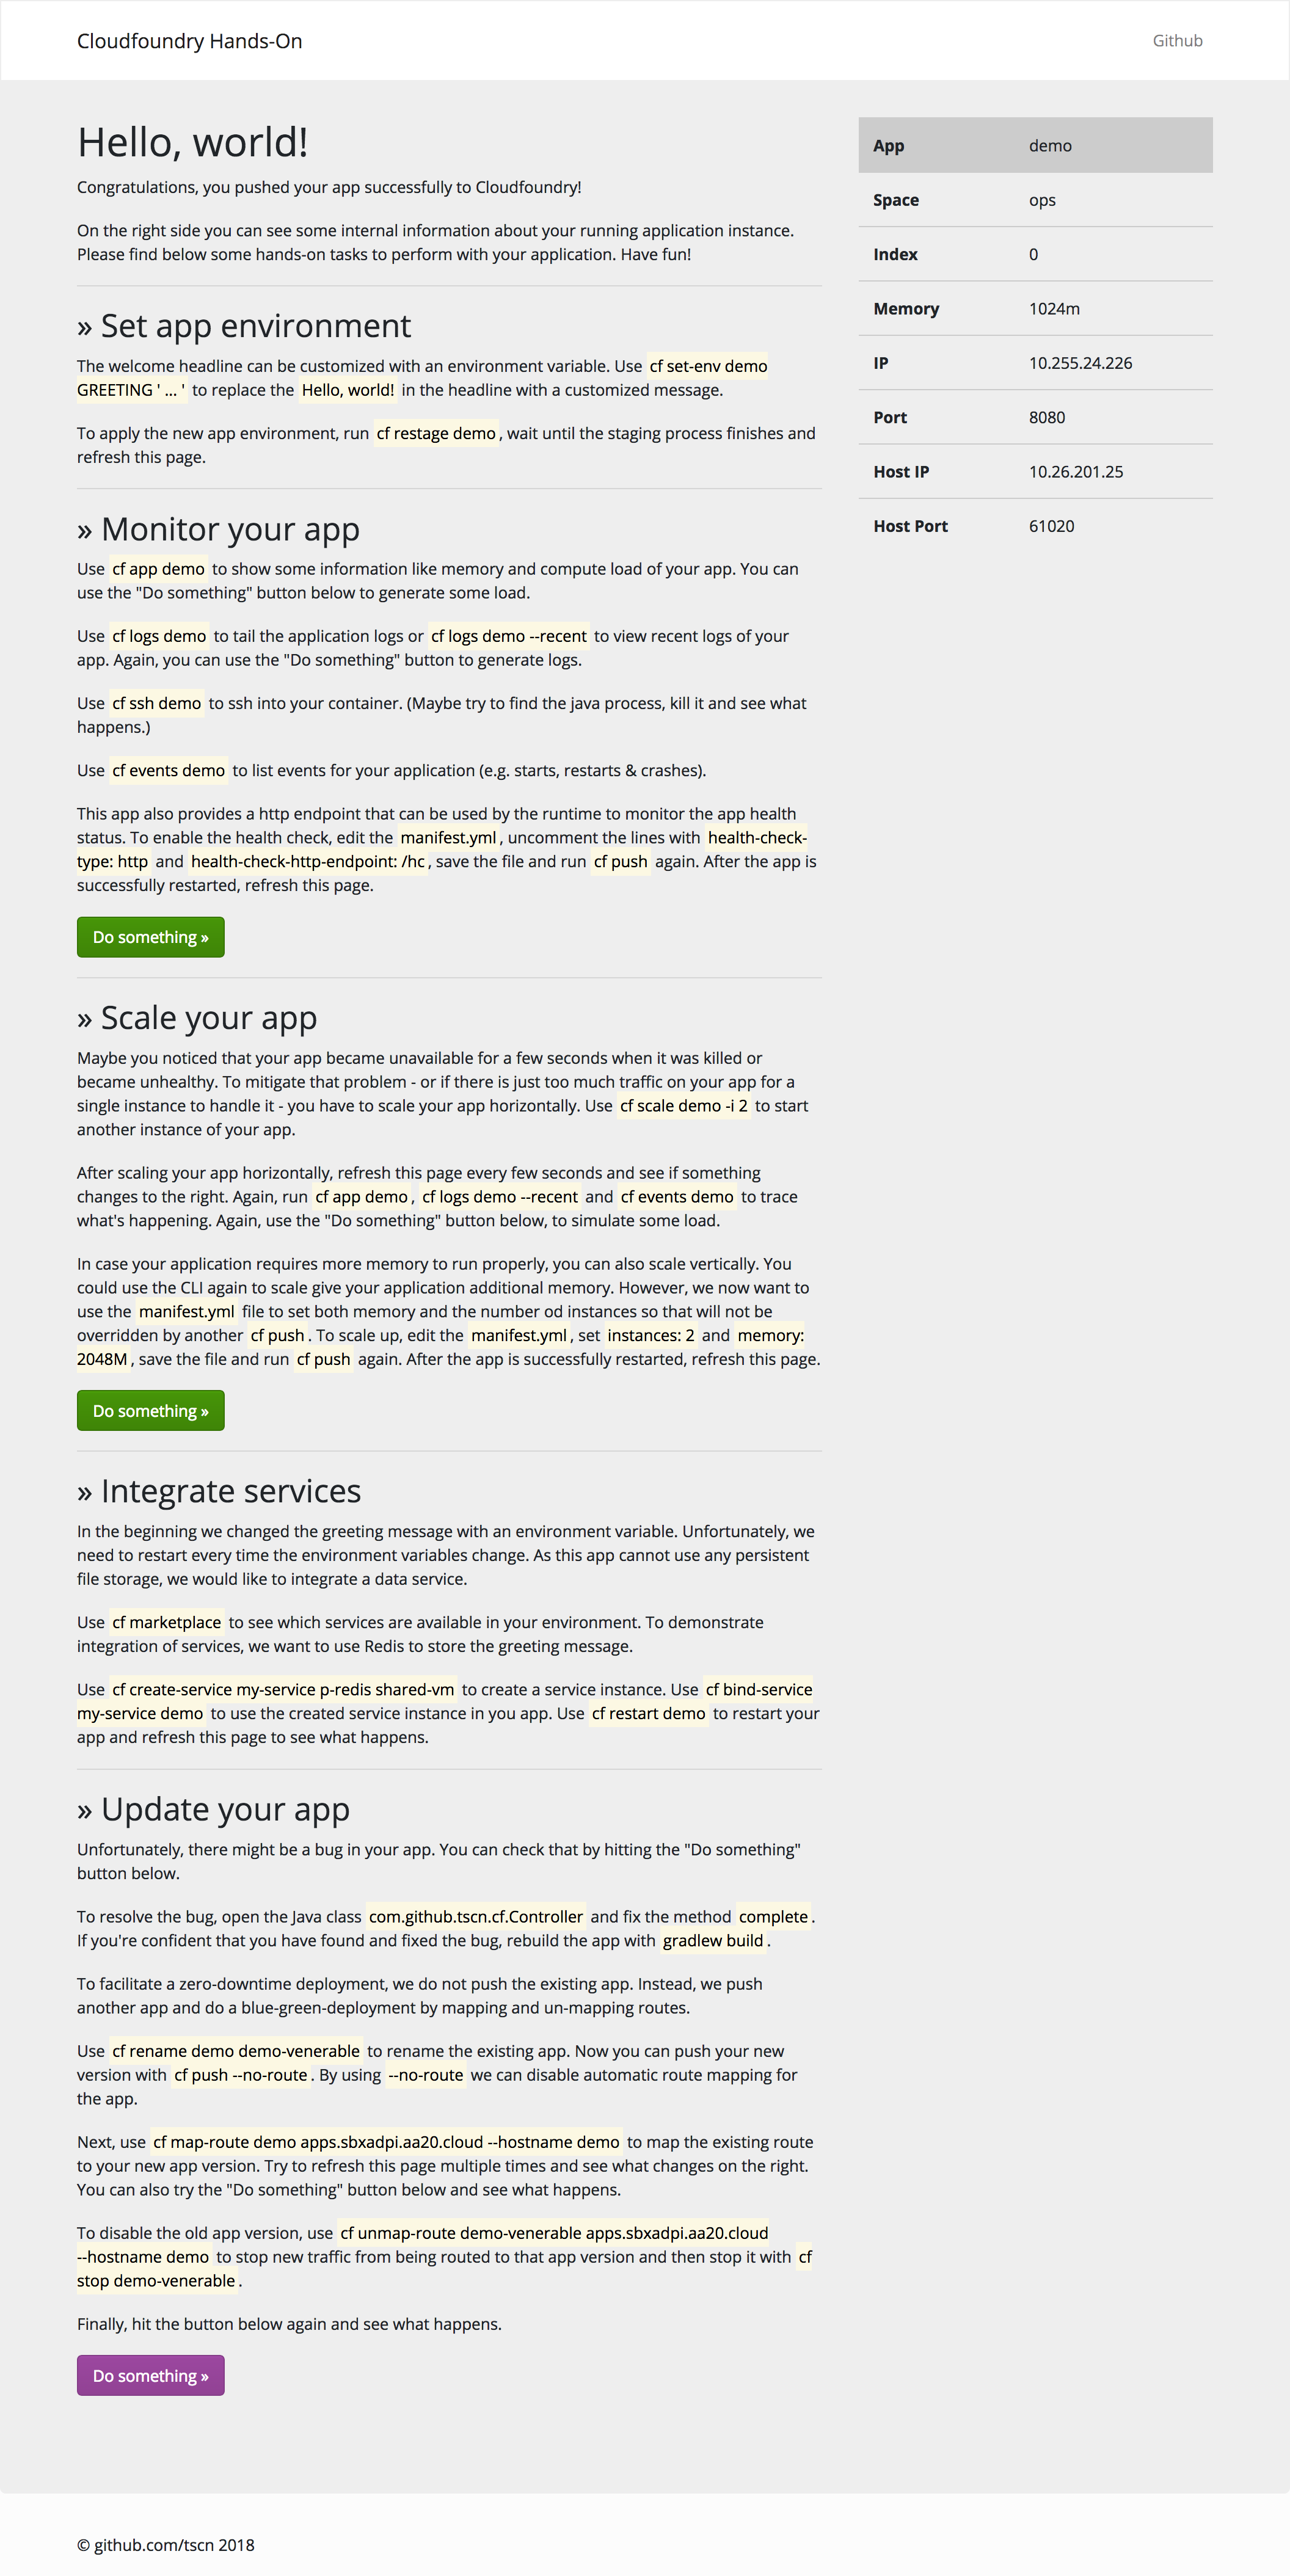 Cloudfoundry Hands-On
Github
Hello, world!
Congratulations, you pushed your app successfully to Cloudfoundry!
On the right side you can see some internal information about your running application instance.
Please find below some hands-on tasks to perform with your application. Have fun!
» Set app environment
The welcome headline can be customized with an environment variable. Use cf set-env demo
GREETING ' ... ' to replace the Hello, world! in the headline with a customized message.
To apply the new app environment, run cf restage demo, wait until the staging process finishes and
refresh this page.
» Monitor your app
Use cf app demo to show some information like memory and compute load of your app. You can
use the "Do something" button below to generate some load.
Use cf logs demo to tail the application logs or cf logs demo --recent to view recent logs of your
app. Again, you can use the "Do something" button to generate logs.
Use cf ssh demo to ssh into your container. (Maybe try to find the java process, kill it and see what
happens.)
Use cf events demo to list events for your application (e.g. starts, restarts & crashes).
This app also provides a http endpoint that can be used by the runtime to monitor the app health
status. To enable the health check, edit the manifest.yml, uncomment the lines with health-check-
type: http and health-check-http-endpoint: /hc, save the file and run cf push again. After the app is
successfully restarted, refresh this page.
Do something »
» Scale your app
Maybe you noticed that your app became unavailable for a few seconds when it was killed or
became unhealthy. To mitigate that problem - or if there is just too much traffic on your app for a
single instance to handle it - you have to scale your app horizontally. Use cf scale demo -i 2 to start
another instance of your app.
After scaling your app horizontally, refresh this page every few seconds and see if something
changes to the right. Again, run cf app demo, cf logs demo --recent and cf events demo to trace
what's happening. Again, use the "Do something" button below, to simulate some load.
In case your application requires more memory to run properly, you can also scale vertically. You
could use the CLI again to scale give your application additional memory. However, we now want to
use the manifest.yml file to set both memory and the number od instances so that will not be
overridden by another cf push. To scale up, edit the manifest.yml, set instances: 2 and memory:
2048M, save the file and run cf push again. After the app is successfully restarted, refresh this page.
Do something »
» Integrate services
In the beginning we changed the greeting message with an environment variable. Unfortunately, we
need to restart every time the environment variables change. As this app cannot use any persistent
file storage, we would like to integrate a data service.
Use cf marketplace to see which services are available in your environment. To demonstrate
integration of services, we want to use Redis to store the greeting message.
Use cf create-service my-service p-redis shared-vm to create a service instance. Use cf bind-service
my-service demo to use the created service instance in you app. Use cf restart demo to restart your
app and refresh this page to see what happens.
» Update your app
Unfortunately, there might be a bug in your app. You can check that by hitting the "Do something"
button below.
To resolve the bug, open the Java class com.github.tscn.cf.Controller and fix the method complete.
If you're confident that you have found and fixed the bug, rebuild the app with gradlew build.
To facilitate a zero-downtime deployment, we do not push the existing app. Instead, we push
another app and do a blue-green-deployment by mapping and un-mapping routes.
Use cf rename demo demo-venerable to rename the existing app. Now you can push your new
version with cf push --no-route. By using --no-route we can disable automatic route mapping for
the app.
Next, use cf map-route demo apps.sbxadpi.aa20.cloud --hostname demo to map the existing route
to your new app version. Try to refresh this page multiple times and see what changes on the right.
You can also try the "Do something" button below and see what happens.
To disable the old app version, use cf unmap-route demo-venerable apps.sbxadpi.aa20.cloud
--hostname demo to stop new traffic from being routed to that app version and then stop it with cf
stop demo-venerable.
Finally, hit the button below again and see what happens.
Do something »
App demo
Space ops
Index 0
Memory 1024m
IP 10.255.24.226
Port 8080
Host IP 10.26.201.25
Host Port 61020
© github.com/tscn 2018